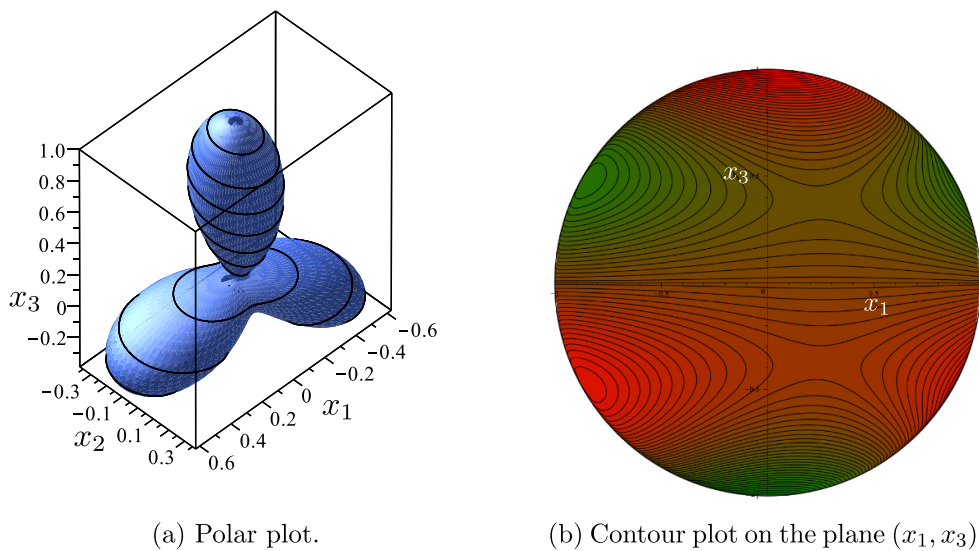 1.0
0.8
0.6
0.4
0.2
0
−0.2
x₃
−0.3
−0.1
0.1
0.3
x₂
0.6
0.4
0.2
0
−0.2
−0.4
−0.6
x₁
x₃
x₁
(a) Polar plot.
(b) Contour plot on the plane (x₁, x₃)